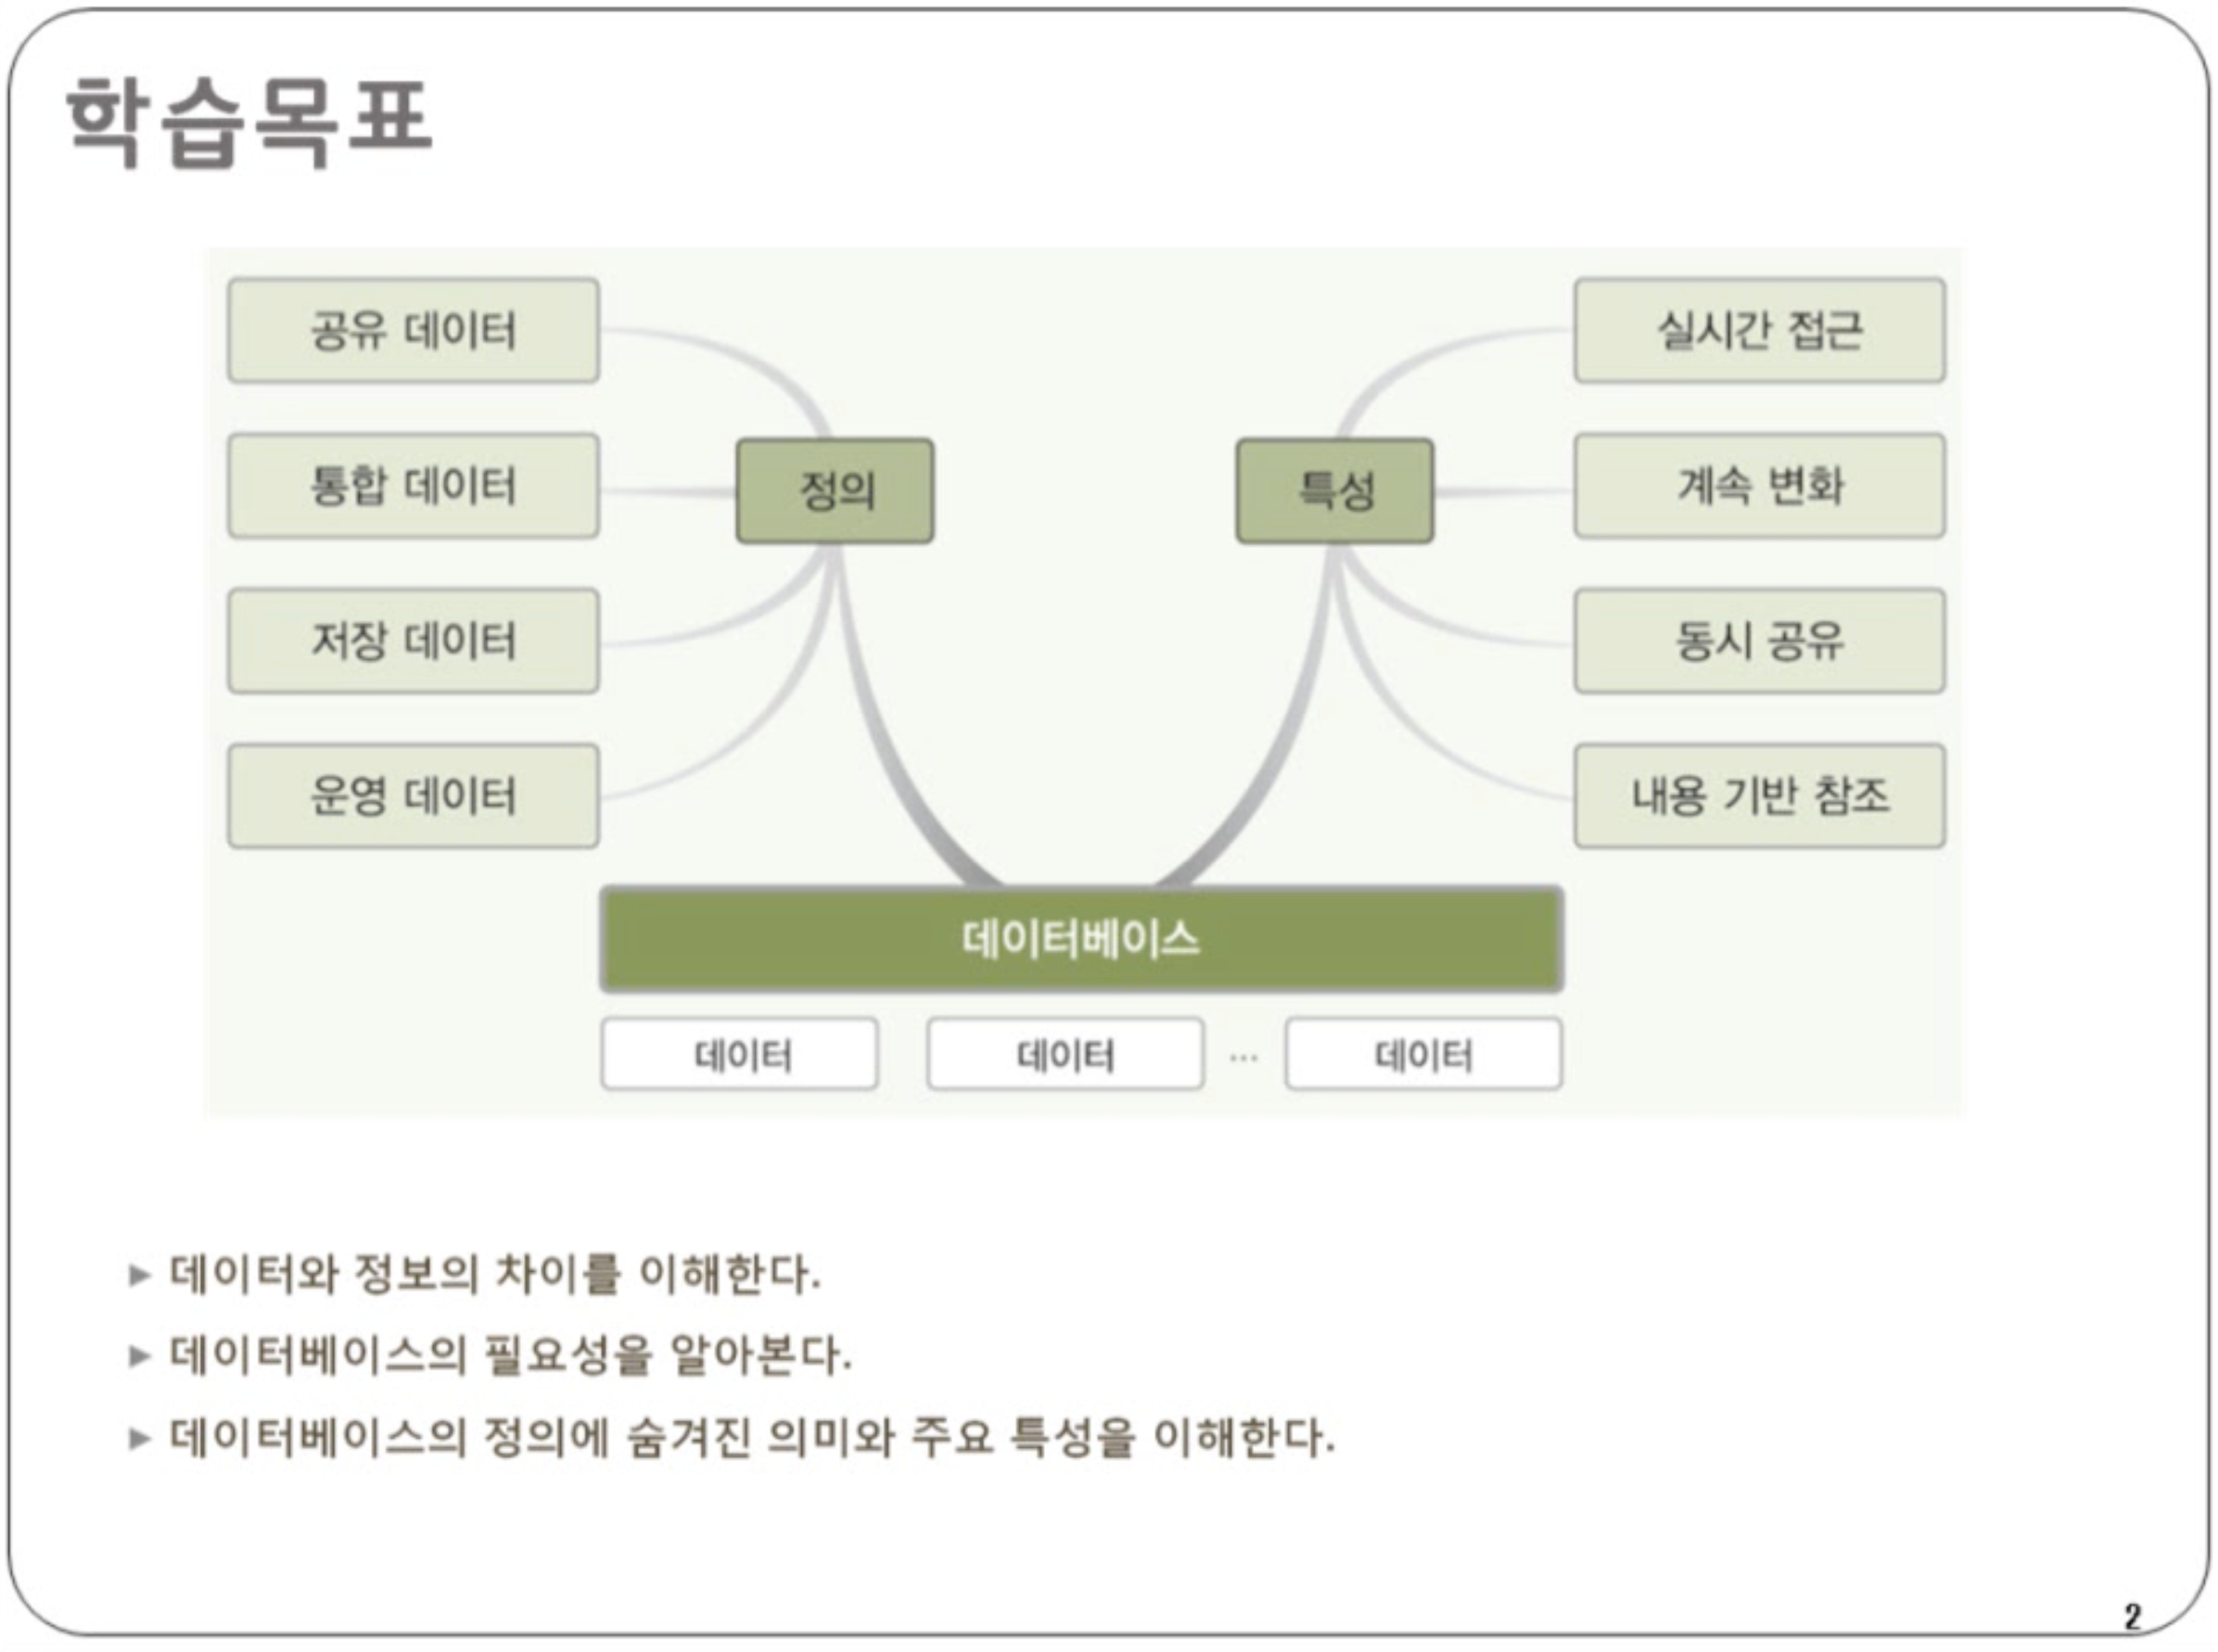 학습목표
공유 데이터
통합 데이터
저장 데이터
운영 데이터
정의
특성
실시간 접근
계속 변화
동시 공유
내용 기반 참조
데이터베이스
데이터 데이터 … 데이터
▶ 데이터와 정보의 차이를 이해한다.
▶ 데이터베이스의 필요성을 알아본다.
▶ 데이터베이스의 정의에 숨겨진 의미와 주요 특성을 이해한다.
2